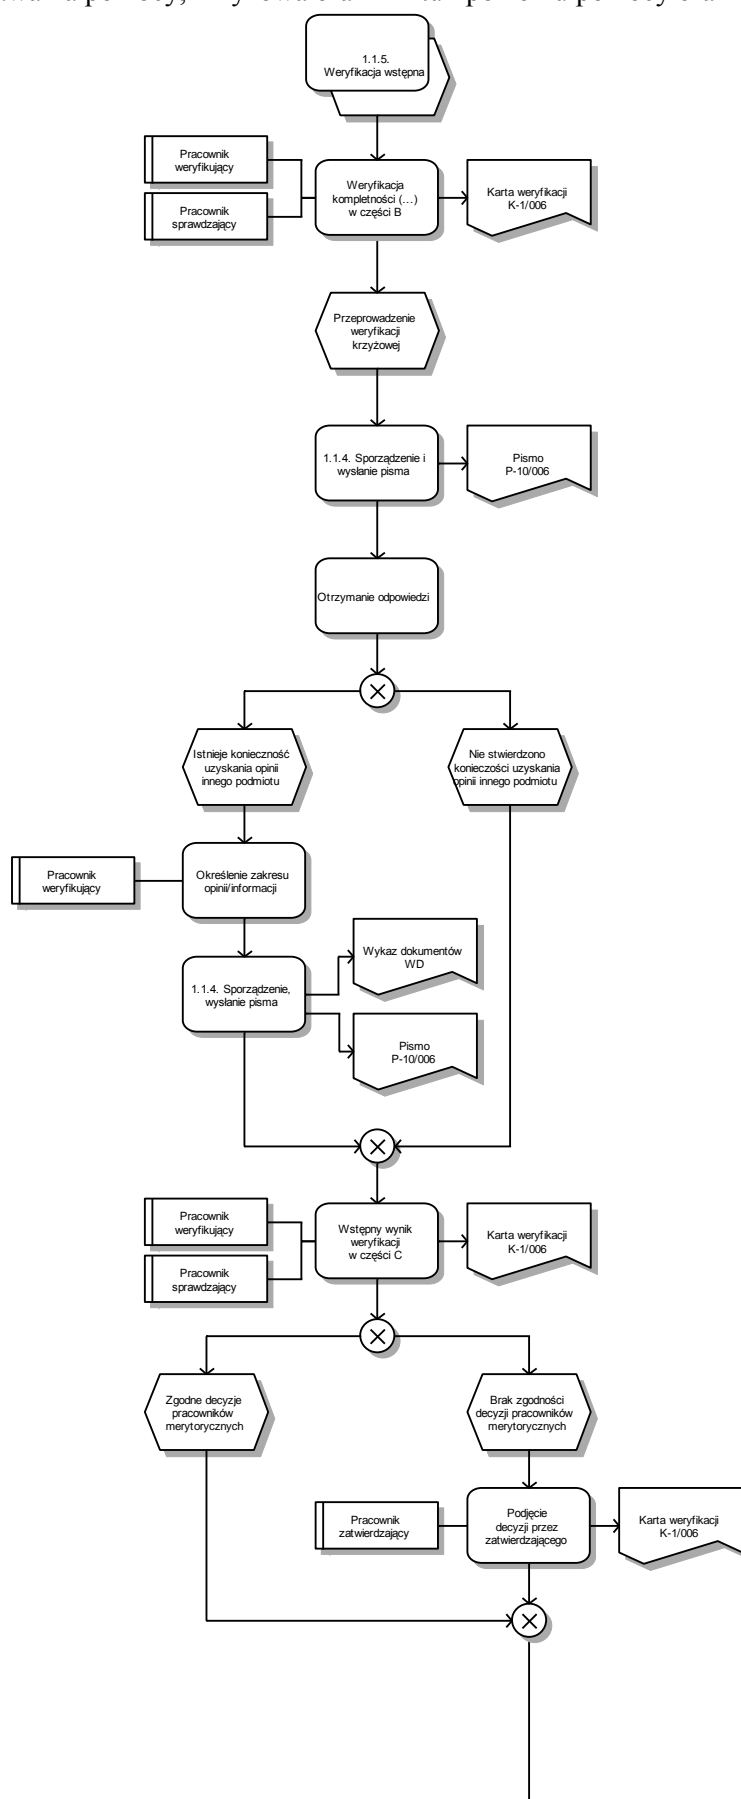 1.1.5.
Weryfikacja wstępna
Pracownik
weryfikujący
Pracownik
sprawdzający
Weryfikacja
kompletności (...)
w części B
Karta weryfikacji
K-1/006
Przeprowadzenie
weryfikacji
krzyżowej
1.1.4. Sporządzenie i
wysłanie pisma
Pismo
P-10/006
Otrzymanie odpowiedzi
Istnieje konieczność
uzyskania opinii
innego podmiotu
Nie stwierdzono
konieczości uzyskania
opinii innego podmiotu
Pracownik
weryfikujący
Określenie zakresu
opinii/informacji
1.1.4. Sporządzenie,
wysłanie pisma
Wykaz dokumentów
WD
Pismo
P-10/006
Pracownik
weryfikujący
Pracownik
sprawdzający
Wstępny wynik
weryfikacji
w części C
Karta weryfikacji
K-1/006
Zgodne decyzje
pracowników
merytorycznych
Brak zgodności
decyzji pracowników
merytorycznych
Pracownik
zatwierdzający
Podjęcie
decyzji przez
zatwierdzającego
Karta weryfikacji
K-1/006